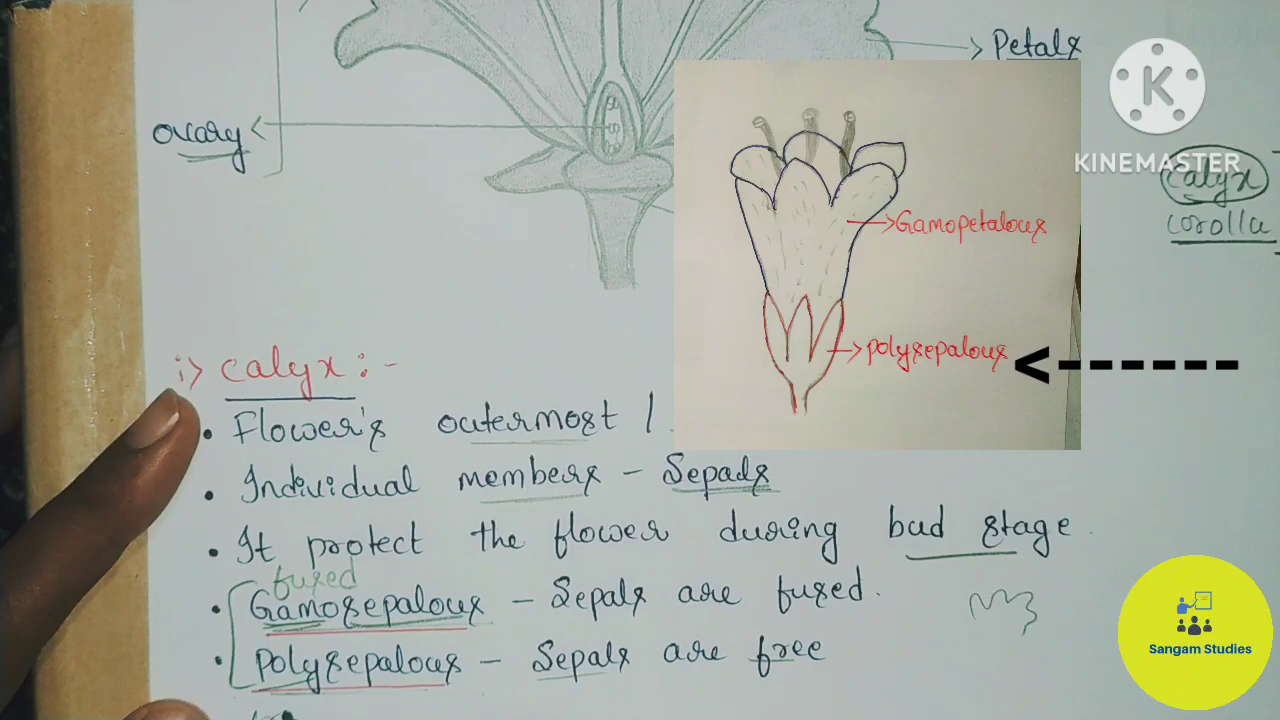 Petals
ovary
KINEMASTER
calyx
corolla
Gamopetalous
polysepalous
i) calyx :-
• Flower's outermost
• Individual members - Sepals
• It protect the flower during bud stage.
fused
• Gamosepalous - Sepals are fused.
• polysepalous - Sepals are free
Sangam Studies